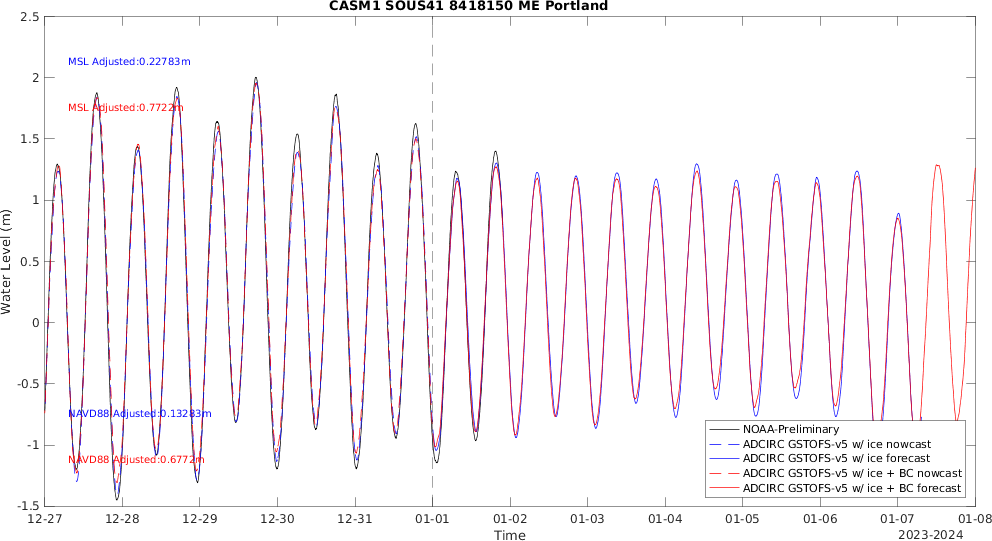 CASM1 SOUS41 8418150 ME Portland
2.5
2
1.5
1
0.5
0
-0.5
-1
-1.5
Water Level (m)
MSL Adjusted:0.22783m
MSL Adjusted:0.7722m
NAVD88 Adjusted:0.13283m
NAVD88 Adjusted:0.6772m
NOAA-Preliminary
ADCIRC GSTOFS-v5 w/ ice nowcast
ADCIRC GSTOFS-v5 w/ ice forecast
ADCIRC GSTOFS-v5 w/ ice + BC nowcast
ADCIRC GSTOFS-v5 w/ ice + BC forecast
12-27 12-28 12-29 12-30 12-31 01-01 01-02 01-03 01-04 01-05 01-06 01-07 01-08
Time
2023-2024